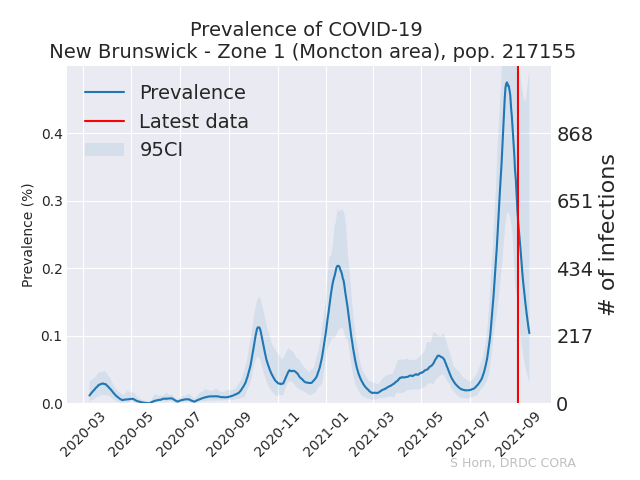 Prevalence of COVID-19
New Brunswick - Zone 1 (Moncton area), pop. 217155
Prevalence
Latest data
95CI
Prevalence (%)
0.4
0.3
0.2
0.1
0.0
868
651
434
217
0
# of infections
2020-03
2020-05
2020-07
2020-09
2020-11
2021-01
2021-03
2021-05
2021-07
2021-09
S Horn, DRDC CORA